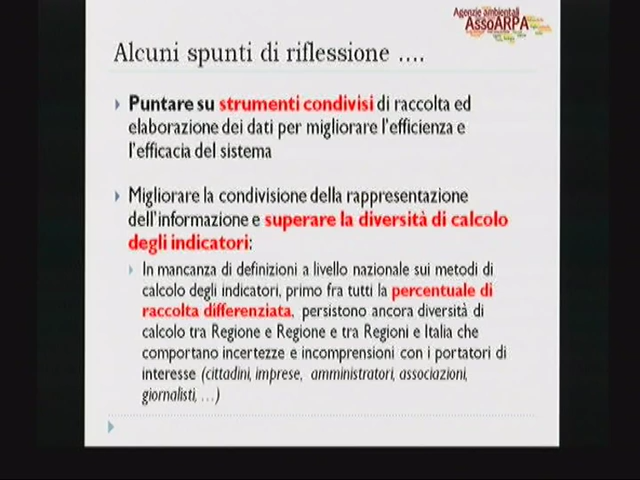 Agenzie ambientali
AssoARPA
Alcuni spunti di riflessione ....
Puntare su strumenti condivisi di raccolta ed
elaborazione dei dati per migliorare l'efficienza e
l'efficacia del sistema
Migliorare la condivisione della rappresentazione
dell'informazione e superare la diversità di calcolo
degli indicatori:
In mancanza di definizioni a livello nazionale sui metodi di
calcolo degli indicatori, primo fra tutti la percentuale di
raccolta differenziata, persistono ancora diversità di
calcolo tra Regione e Regione e tra Regioni e Italia che
comportano incertezze e incomprensioni con i portatori di
interesse (cittadini, imprese, amministratori, associazioni,
giornalisti, …)